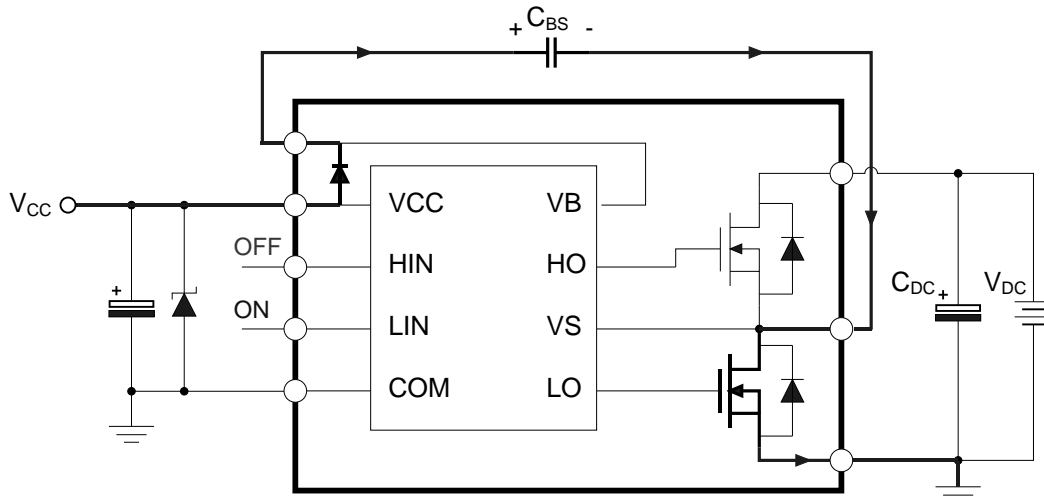 + C_BS -
V_CC
OFF
ON
+
VCC VB
HIN HO
LIN VS
COM LO
C_DC + V_DC